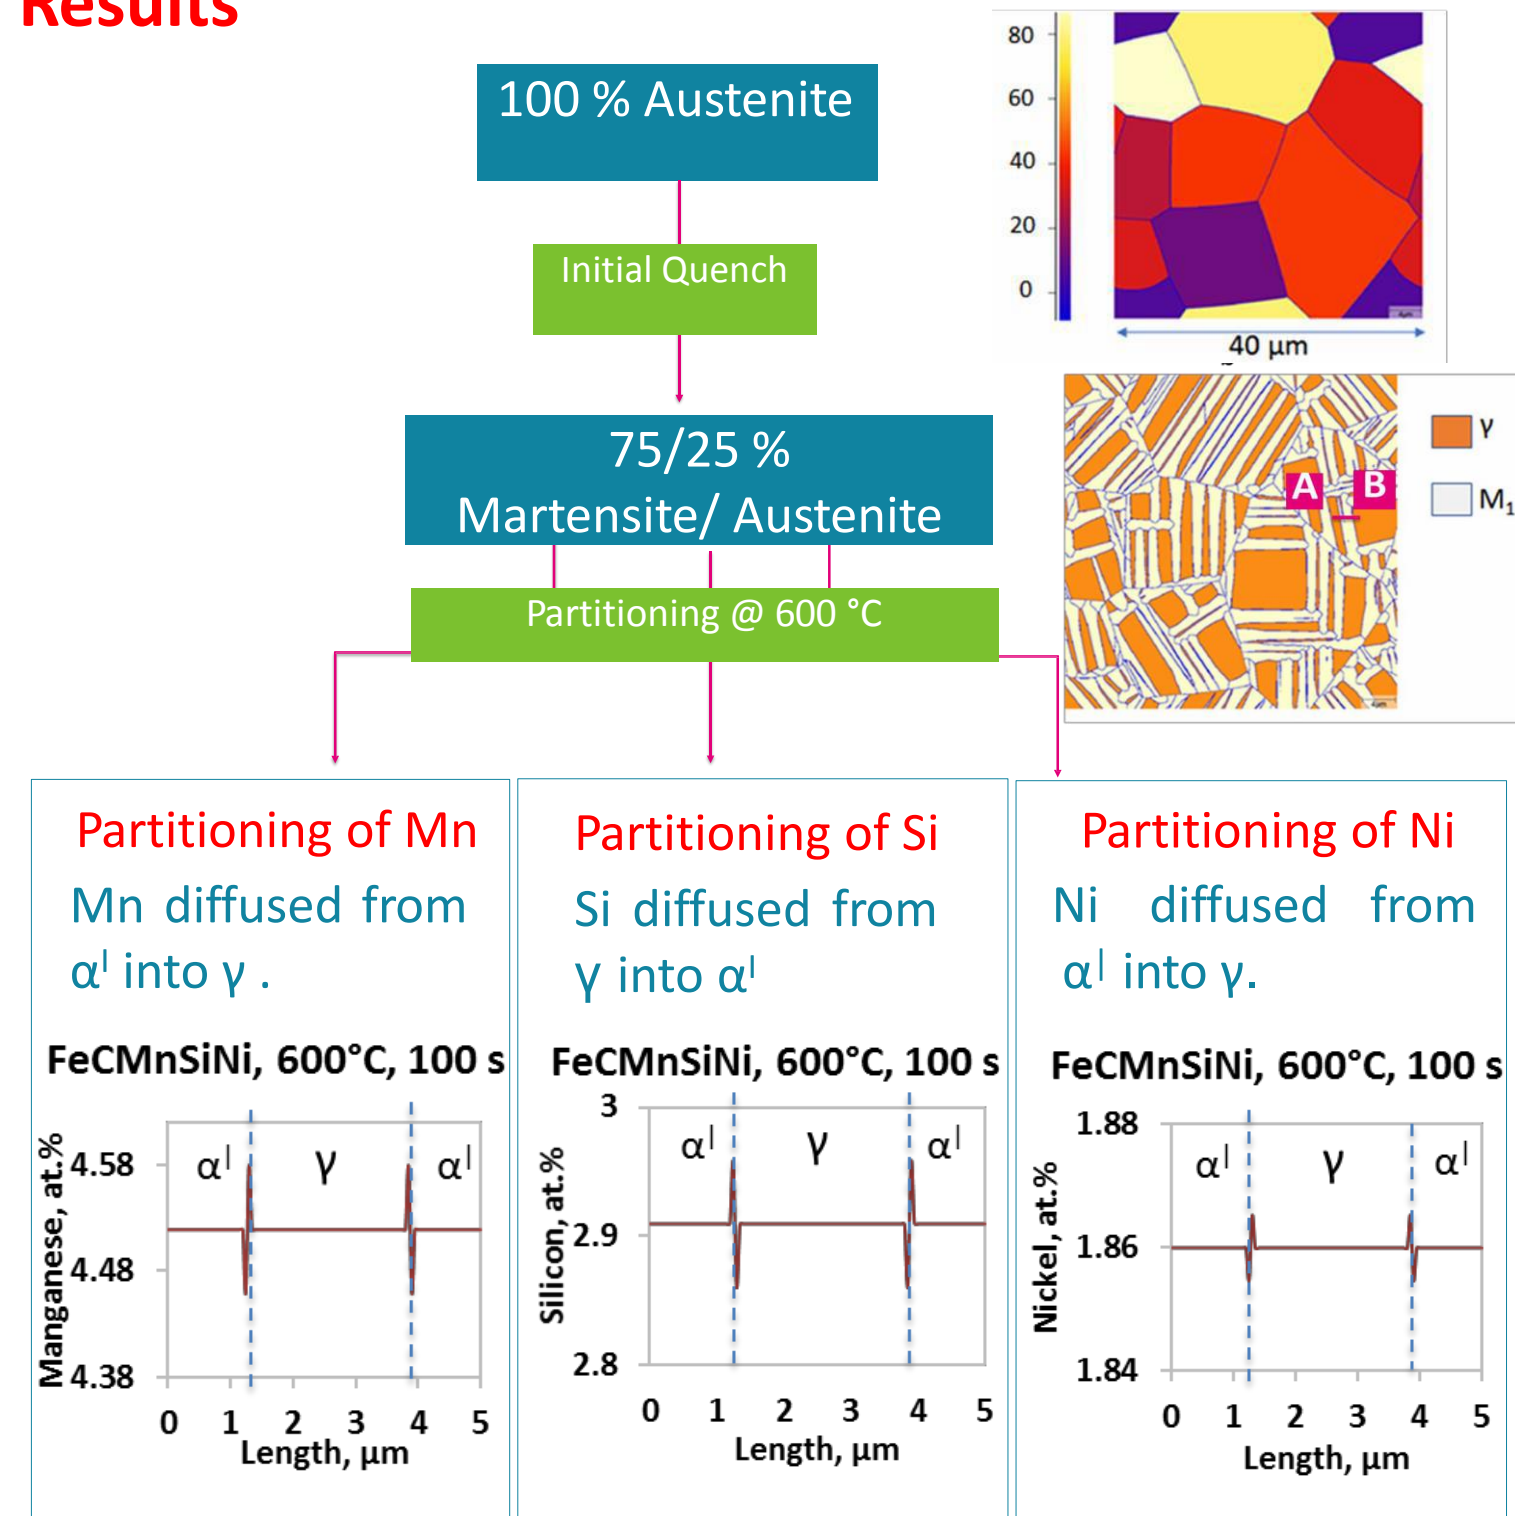 Results
100 % Austenite
Initial Quench
75/25 %
Martensite/ Austenite
Partitioning @ 600 °C
80
60
40
20
0
40 µm
A
B
γ
M₁
Partitioning of Mn
Mn diffused from
αˡ into γ .
FeCMnSiNi, 600°C, 100 s
Manganese, at.%
4.58
4.48
4.38
αˡ
γ
αˡ
0 1 2 3 4 5
Length, µm
Partitioning of Si
Si diffused from
γ into αˡ
FeCMnSiNi, 600°C, 100 s
Silicon, at.%
3
2.9
2.8
αˡ
γ
αˡ
0 1 2 3 4 5
Length, µm
Partitioning of Ni
Ni diffused from
αˡ into γ.
FeCMnSiNi, 600°C, 100 s
Nickel, at.%
1.88
1.86
1.84
αˡ
γ
αˡ
0 1 2 3 4 5
Length, µm